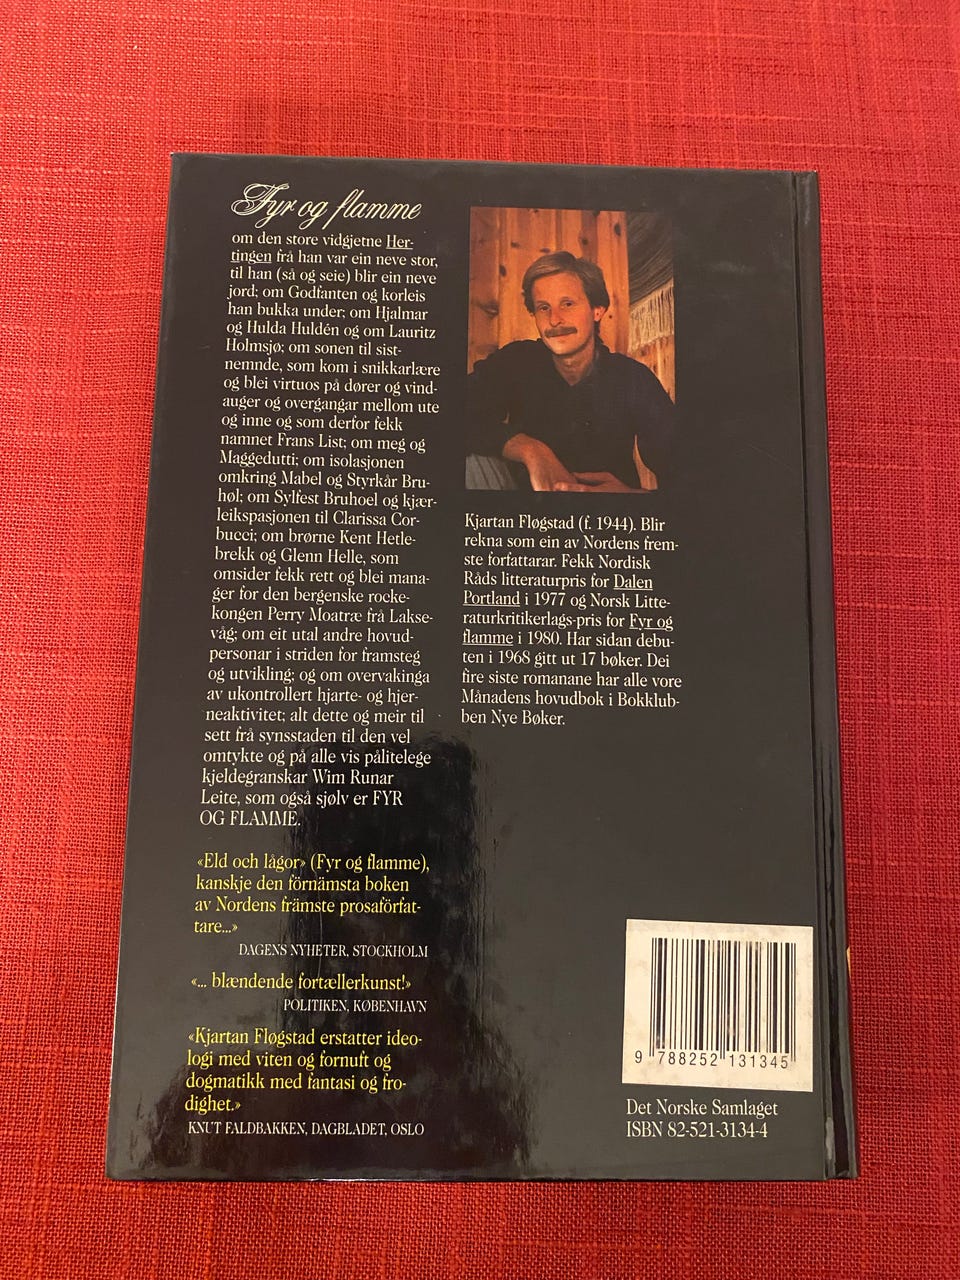 Fyr og flamme
om den store vidgjetne Her-
tingen frå han var ein neve stor,
til han (så og seie) blir ein neve
jord; om Godfanten og korleis
han bukka under; om Hjalmar
og Hulda Huldén og om Lauritz
Holmsjø; om sonen til sist-
nemnde, som kom i snikkarlære
og blei virtuos på dører og vind-
auger og overgangar mellom ute
og inne og som derfor fekk
namnet Frans List; om meg og
Maggedutti; om isolasjonen
omkring Mabel og Styrkår Bru-
høl; om Sylfest Bruhoel og kjær-
leikspasjonen til Clarissa Cor-
bucci; om brørne Kent Hetle-
brekk og Glenn Helle, som
omsider fekk rett og blei mana-
ger for den bergenske rocke-
kongen Perry Moatræ frå Lakse-
våg; om eit utal andre hovud-
personar i striden for framsteg
og utvikling; og om overvakinga
av ukontrollert hjarte- og hjer-
neaktivitet; alt dette og meir til
sett frå synsstaden til den vel
omtykte og på alle vis pålitelege
kjeldegranskar Wim Runar
Leite, som også sjølv er FYR
OG FLAMME.
«Eld och lågor» (Fyr og flamme),
kanskje den förnämsta boken
av Nordens främste prosaförfat-
tare...»
DAGENS NYHETER, STOCKHOLM
«... blændende fortællerkunst!»
POLITIKEN, KØBENHAVN
«Kjartan Fløgstad erstatter ideo-
logi med viten og fornuft og
dogmatikk med fantasi og fro-
dighet.»
KNUT FALDBAKKEN, DAGBLADET, OSLO
Kjartan Fløgstad (f. 1944). Blir
rekna som ein av Nordens frem-
ste forfattarar. Fekk Nordisk
Råds litteraturpris for Dalen
Portland i 1977 og Norsk Litte-
raturkritikerlags-pris for Fyr og
flamme i 1980. Har sidan debu-
ten i 1968 gitt ut 17 bøker. Dei
fire siste romanane har alle vore
Månadens hovudbok i Bokklub-
ben Nye Bøker.
9 788252 131345
Det Norske Samlaget
ISBN 82-521-3134-4